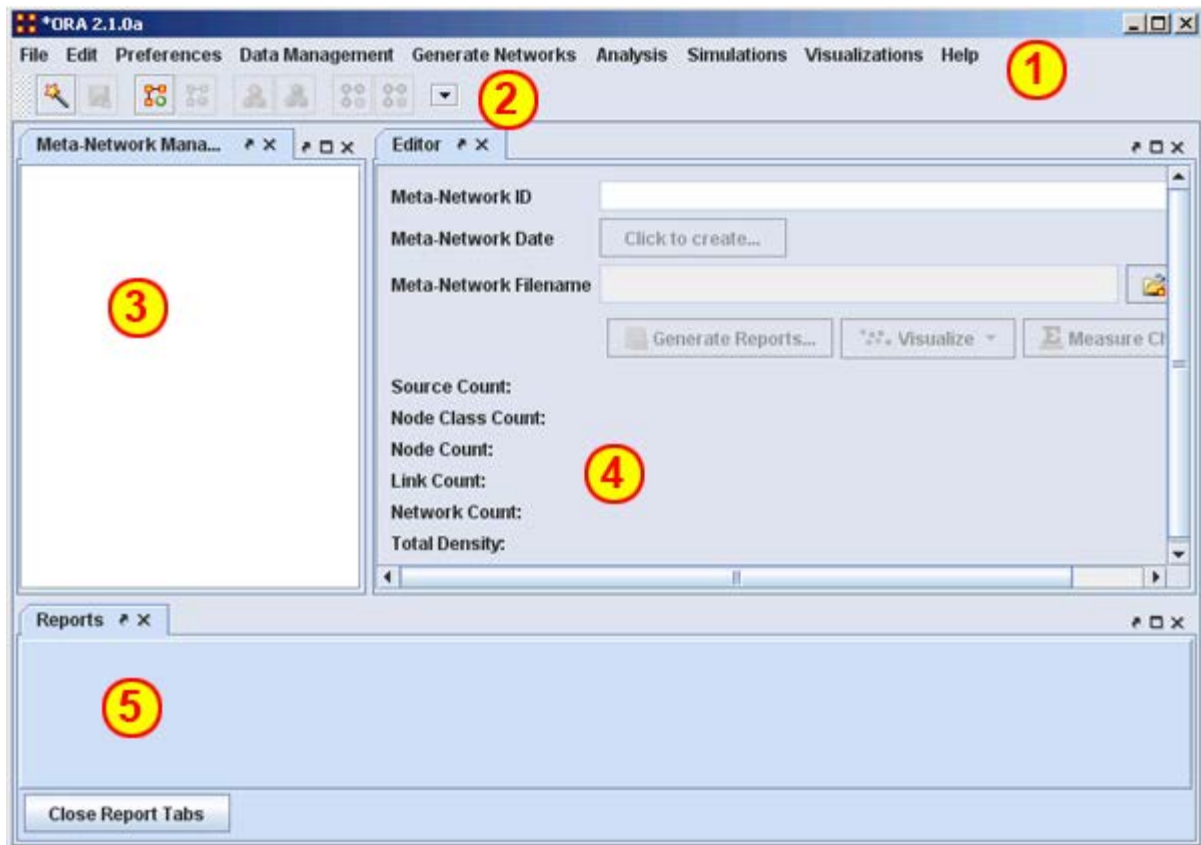 *ORA 2.1.0a
File Edit Preferences Data Management Generate Networks Analysis Simulations Visualizations Help
1
2
Meta-Network Mana...
Editor
Meta-Network ID
Meta-Network Date Click to create...
Meta-Network Filename
Generate Reports... Visualize Measure Ch
3
Source Count:
Node Class Count:
Node Count:
4
Link Count:
Network Count:
Total Density:
Reports
5
Close Report Tabs